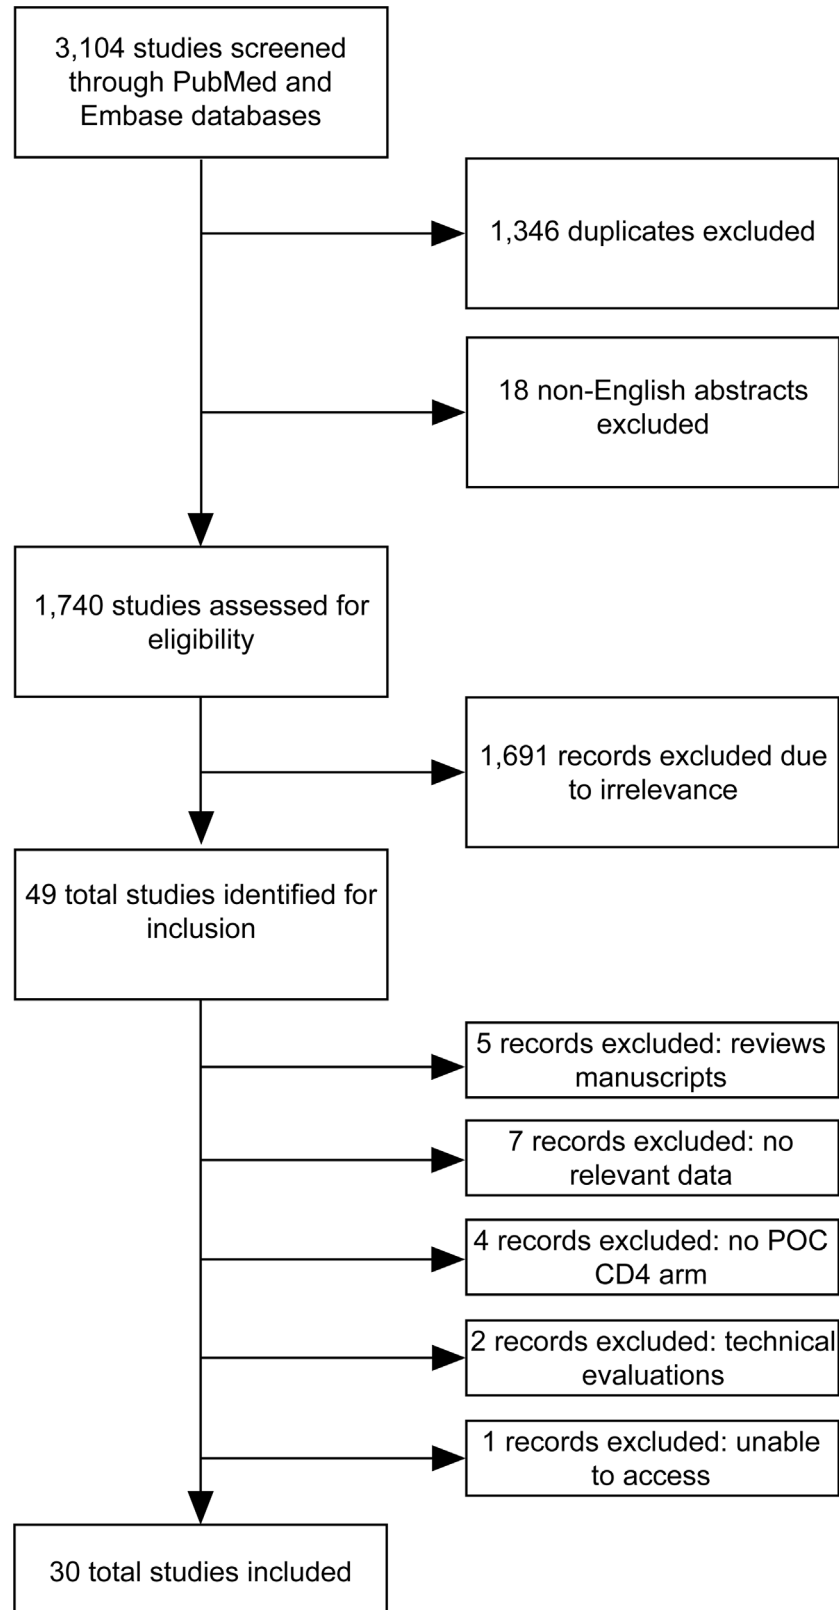 3,104 studies screened
through PubMed and
Embase databases
1,346 duplicates excluded
18 non-English abstracts
excluded
1,740 studies assessed for
eligibility
1,691 records excluded due
to irrelevance
49 total studies identified for
inclusion
5 records excluded: reviews
manuscripts
7 records excluded: no
relevant data
4 records excluded: no POC
CD4 arm
2 records excluded: technical
evaluations
1 records excluded: unable
to access
30 total studies included